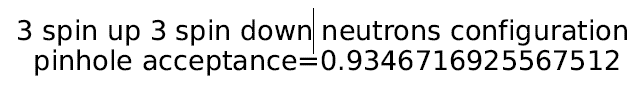 3 spin up 3 spin down neutrons configuration
pinhole acceptance=0.9346716925567512